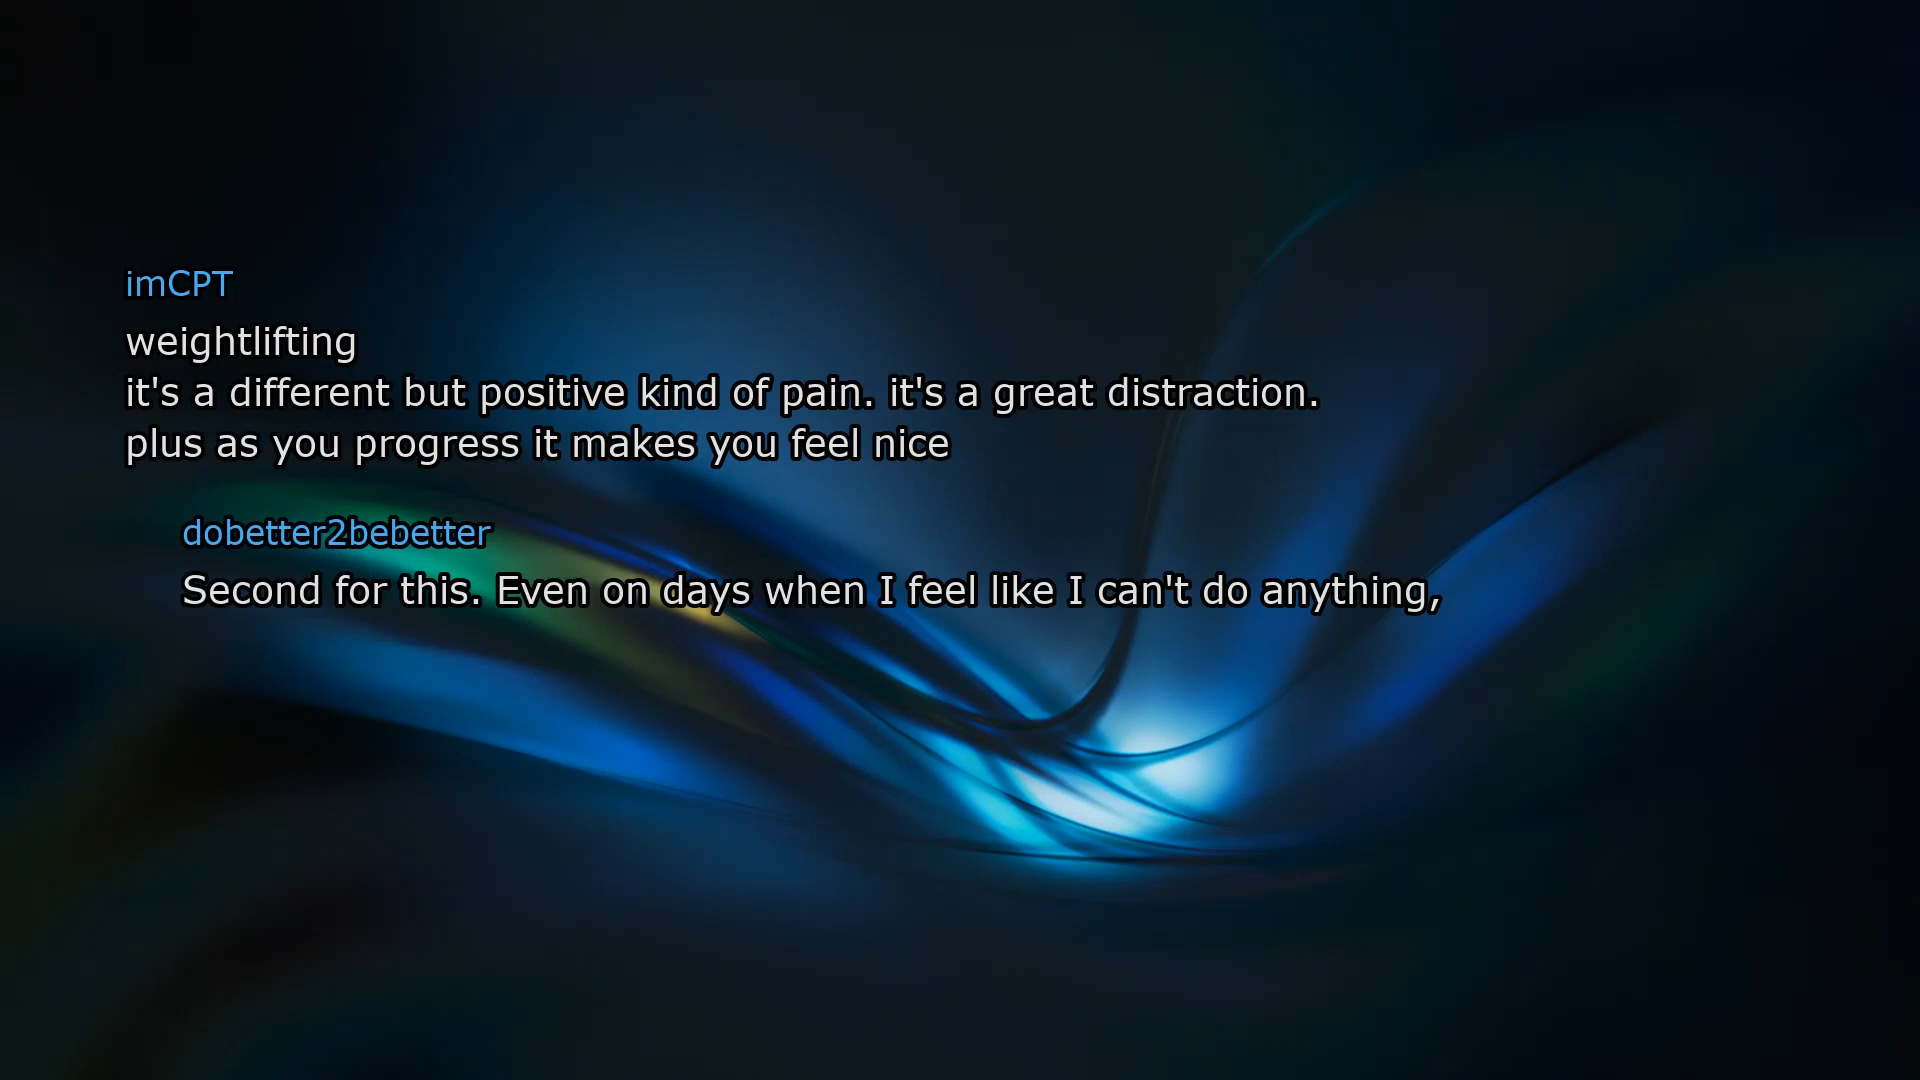 imCPT
weightlifting
it's a different but positive kind of pain. it's a great distraction.
plus as you progress it makes you feel nice
dobetter2bebetter
Second for this. Even on days when I feel like I can't do anything,